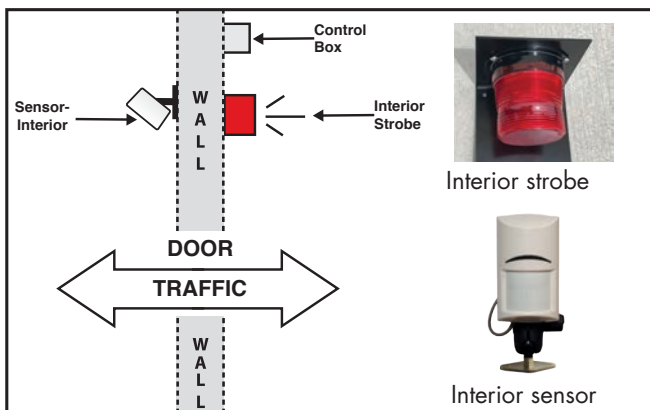 Control
Box
Sensor-
Interior
W
A
L
L
Interior
Strobe
Interior strobe
DOOR
TRAFFIC
W
A
L
L
Interior sensor